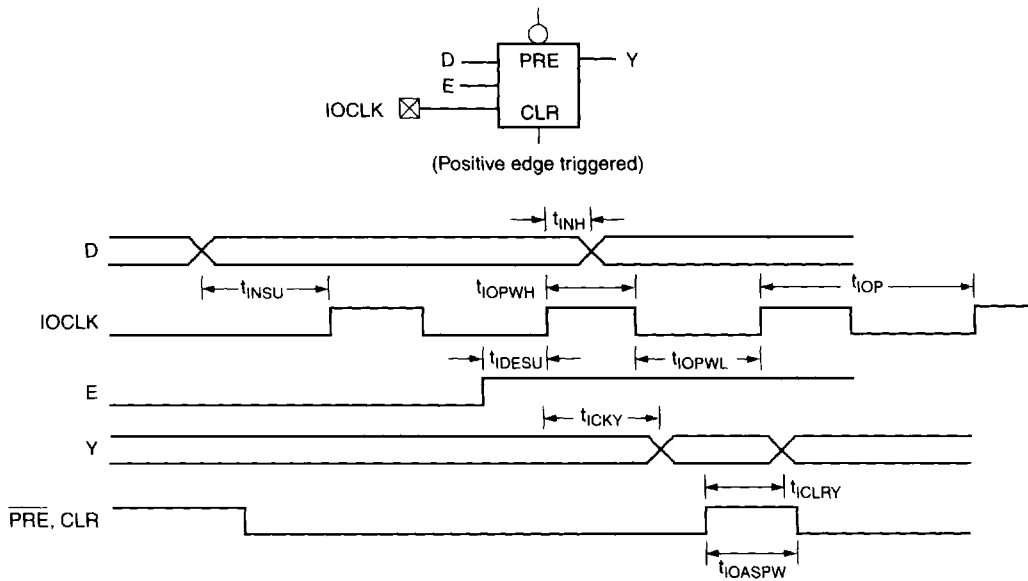 D PRE Y
E
IOCLK CLR
(Positive edge triggered)
tINH
D
tINSU tIOPWH tIOP
IOCLK
tIDESU tIOPWL
E
tICKY
Y
tICLRY
PRE, CLR
tIOASPW